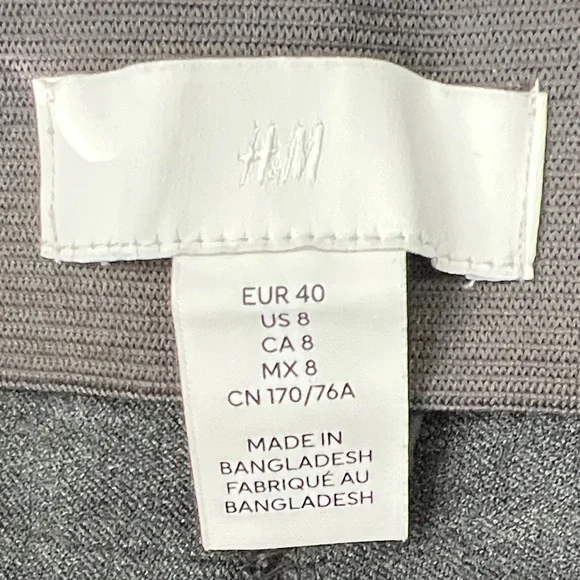 H&M
EUR 40
US 8
CA 8
MX 8
CN 170/76A
MADE IN
BANGLADESH
FABRIQUÉ AU
BANGLADESH